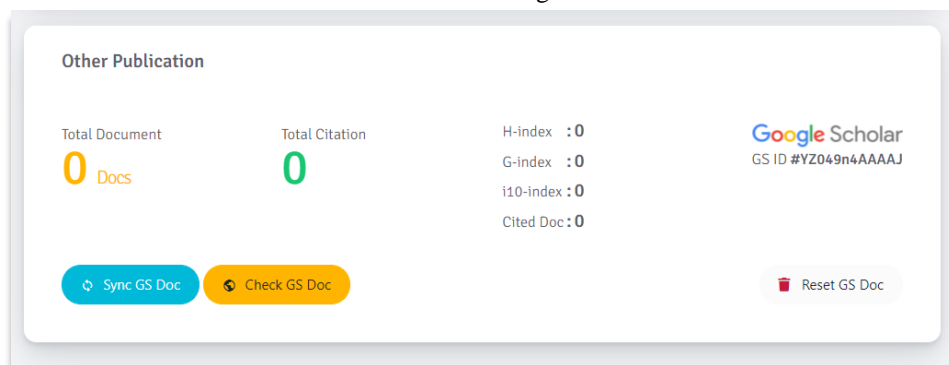 Other Publication
Total Document
0 Docs
Total Citation
0
H-index : 0
G-index : 0
i10-index : 0
Cited Doc : 0
Google Scholar
GS ID #YZ049n4AAAAJ
Sync GS Doc
Check GS Doc
Reset GS Doc